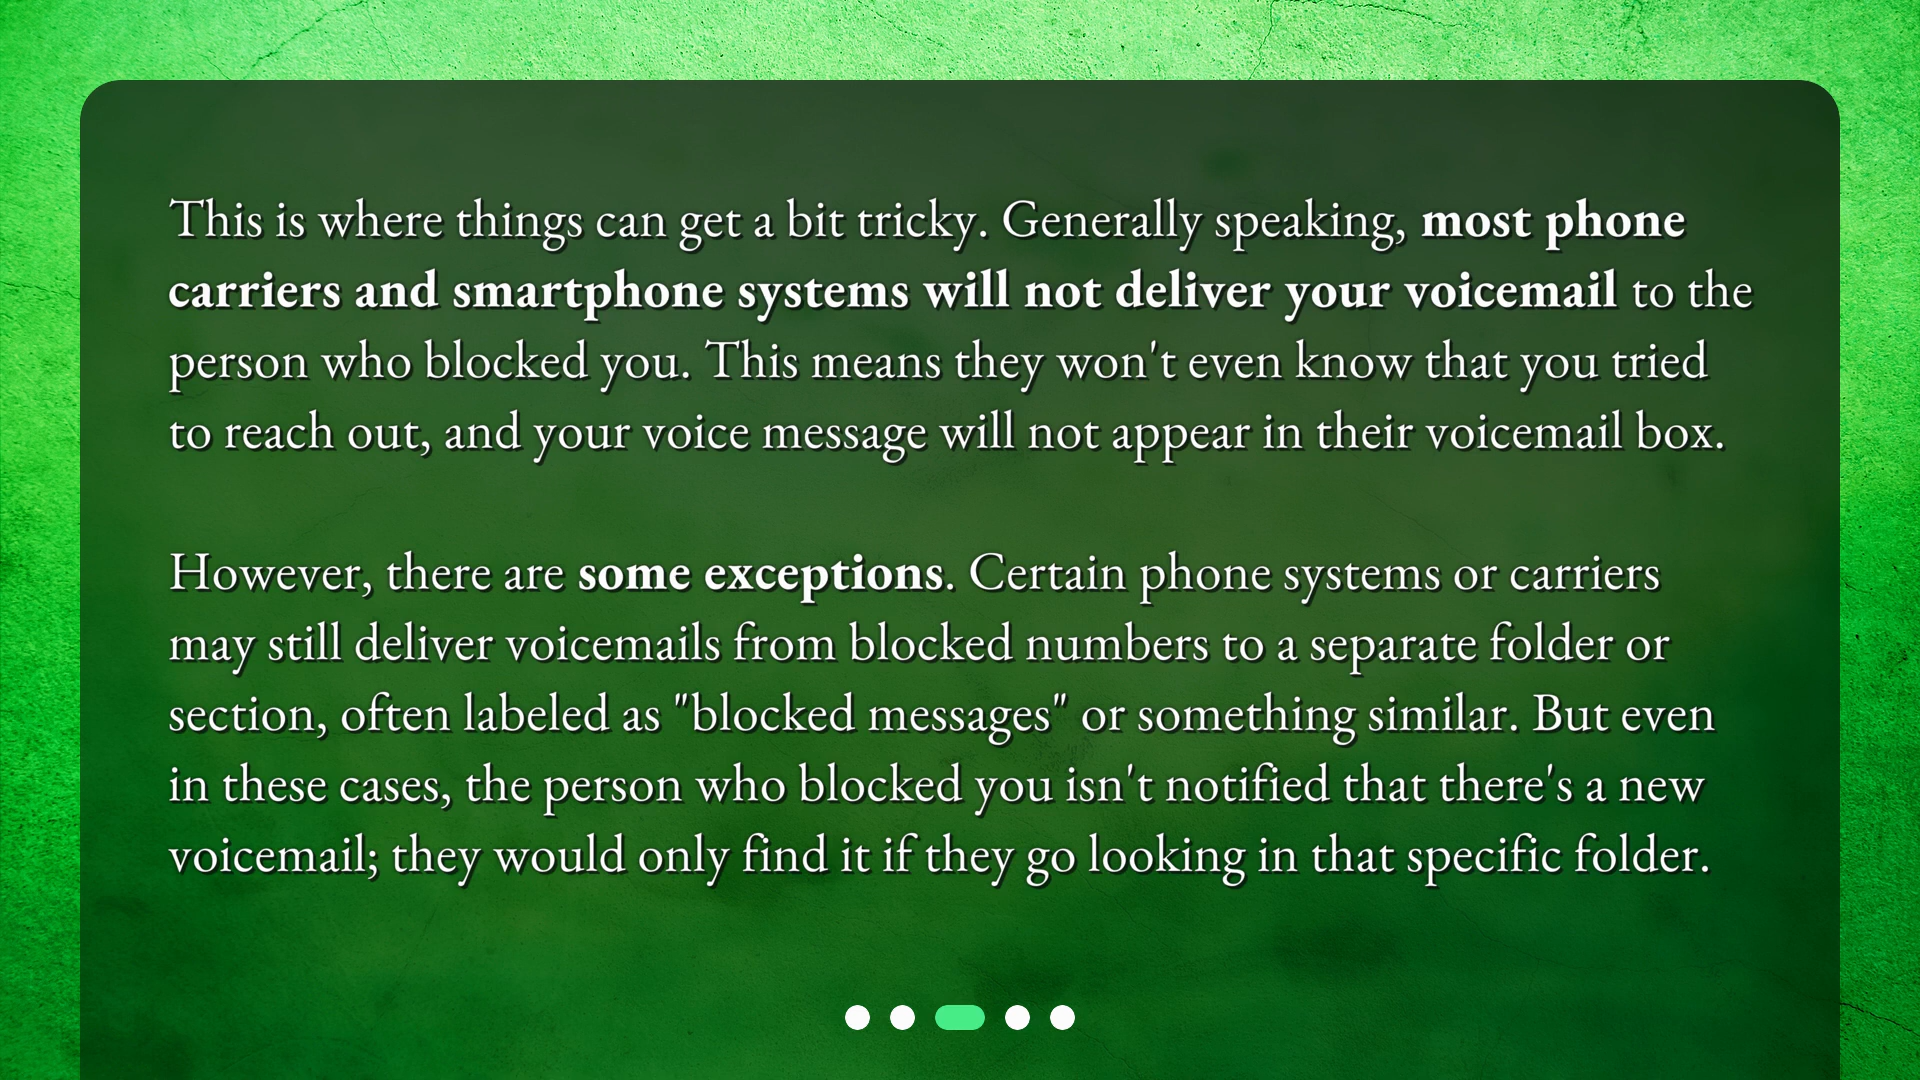 This is where things can get a bit tricky. Generally speaking, most phone
carriers and smartphone systems will not deliver your voicemail to the
person who blocked you. This means they won't even know that you tried
to reach out, and your voice message will not appear in their voicemail box.
However, there are some exceptions. Certain phone systems or carriers
may still deliver voicemails from blocked numbers to a separate folder or
section, often labeled as "blocked messages" or something similar. But even
in these cases, the person who blocked you isn't notified that there's a new
voicemail; they would only find it if they go looking in that specific folder.